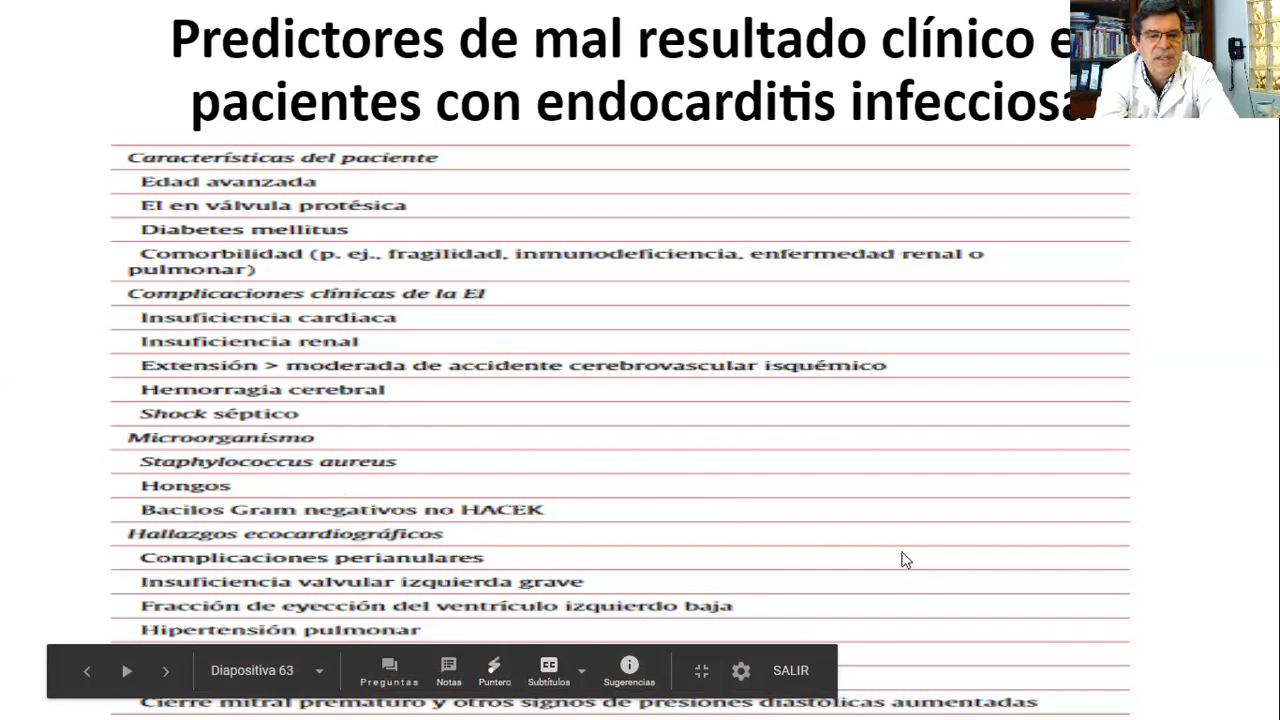 Predictores de mal resultado clínico e
pacientes con endocarditis infecciosa
Características del paciente
Edad avanzada
EI en válvula protésica
Diabetes mellitus
Comorbilidad (p. ej., fragilidad, inmunodeficiencia, enfermedad renal o
pulmonar)
Complicaciones clínicas de la EI
Insuficiencia cardiaca
Insuficiencia renal
Extensión > moderada de accidente cerebrovascular isquémico
Hemorragia cerebral
Shock séptico
Microorganismo
Staphylococcus aureus
Hongos
Bacilos Gram negativos no HACEK
Hallazgos ecocardiográficos
Complicaciones perianulares
Insuficiencia valvular izquierda grave
Fracción de eyección del ventrículo izquierdo baja
Hipertensión pulmonar
Diapositiva 63
Preguntas
Notas
Puntero
CC
Subtítulos
Sugerencias
SALIR
Cierre mitral prematuro y otros signos de presiones diastólicas aumentadas